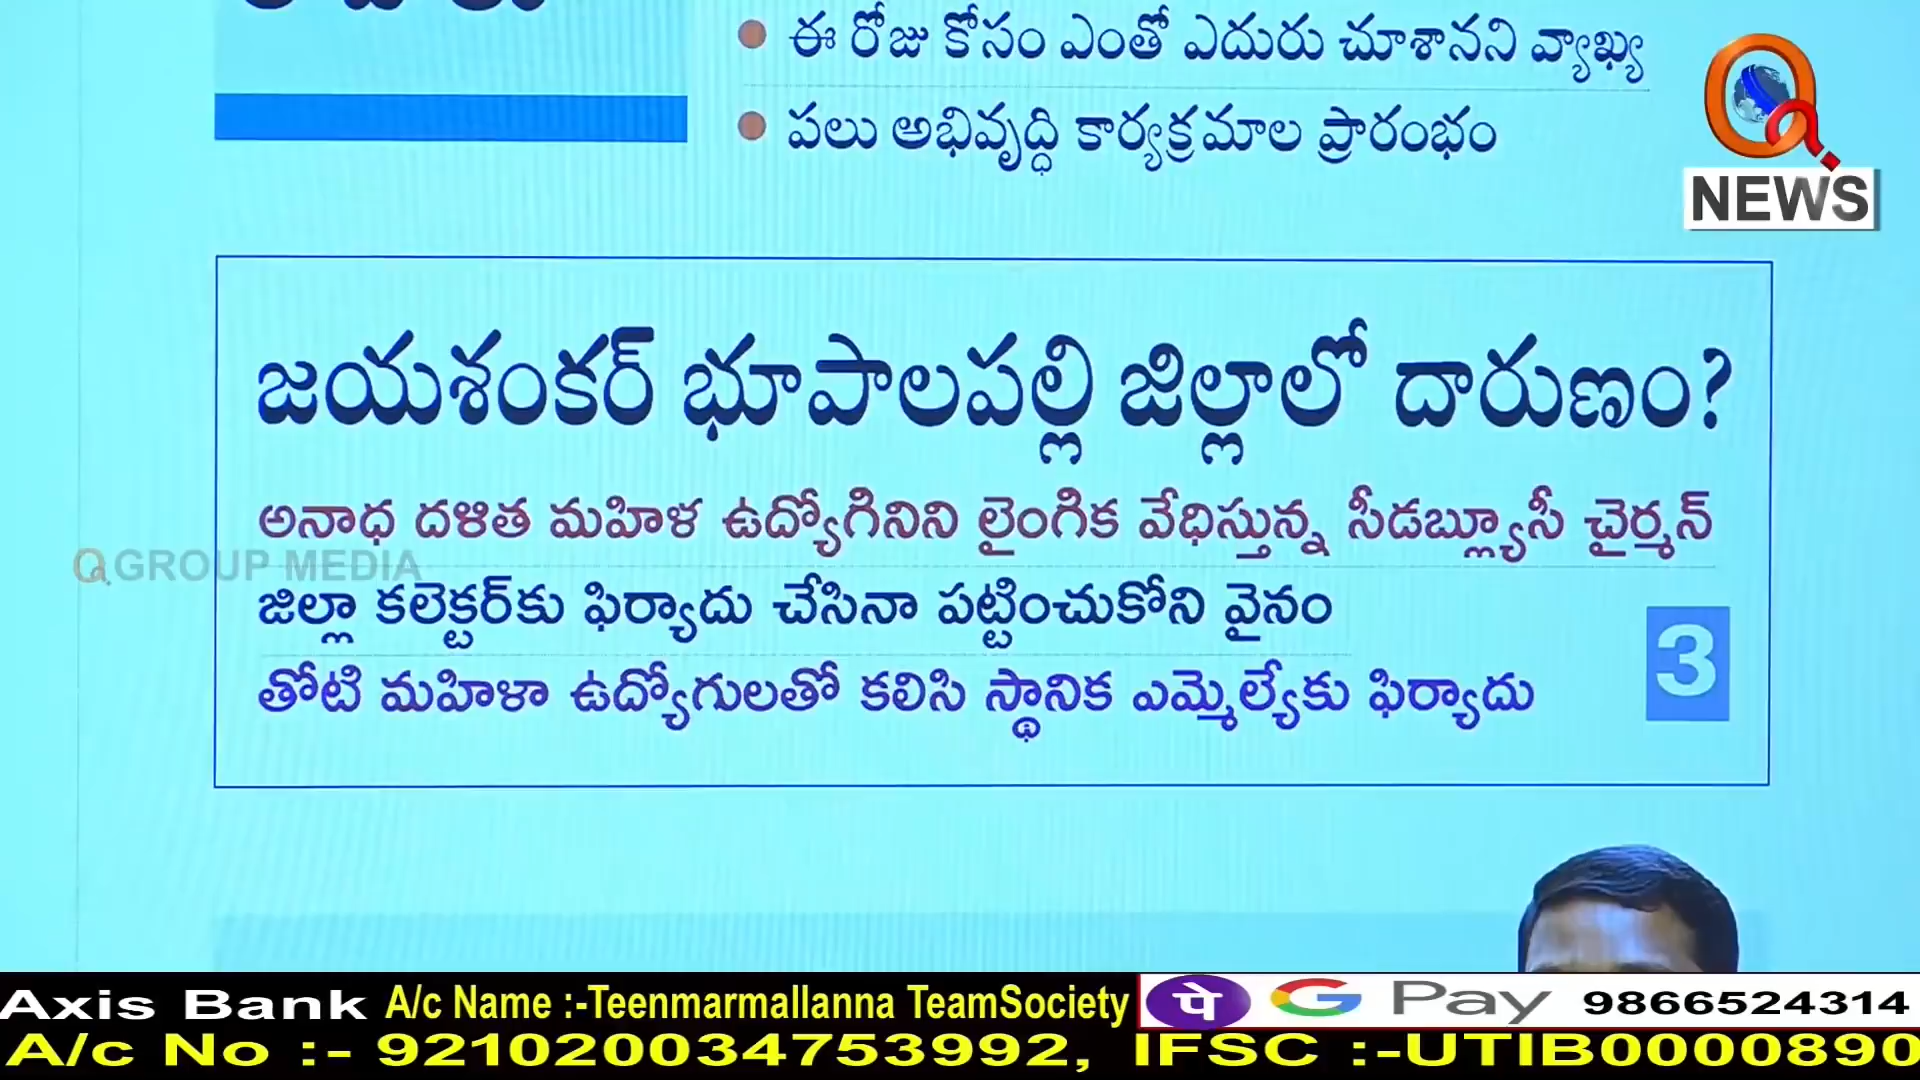 ఈ రోజు కోసం ఎంతో ఎదురు చూశానని వ్యాఖ్య
పలు అభివృద్ధి కార్యక్రమాల ప్రారంభం
Q NEWS
జయశంకర్ భూపాలపల్లి జిల్లాలో దారుణం?
అనాధ దళిత మహిళ ఉద్యోగినిని లైంగిక వేధిస్తున్న సీడబ్ల్యూసీ చైర్మన్
Q GROUP MEDIA
జిల్లా కలెక్టర్‌కు ఫిర్యాదు చేసినా పట్టించుకోని వైనం
తోటి మహిళా ఉద్యోగులతో కలిసి స్థానిక ఎమ్మెల్యేకు ఫిర్యాదు
3
Axis Bank A/c Name :-Teenmarmallanna TeamSociety पे G Pay 9866524314
A/c No :- 921020034753992, IFSC :-UTIB0000890